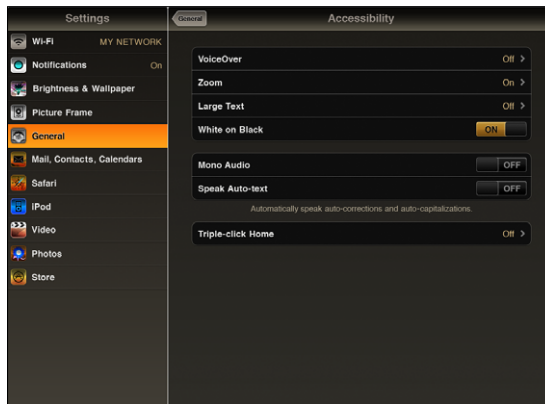 Settings
Wi-Fi MY NETWORK
Notifications On
Brightness & Wallpaper
Picture Frame
General
Mail, Contacts, Calendars
Safari
iPod
Video
Photos
Store
General
Accessibility
VoiceOver Off
Zoom On
Large Text Off
White on Black ON
Mono Audio OFF
Speak Auto-text OFF
Automatically speak auto-corrections and auto-capitalizations.
Triple-click Home Off